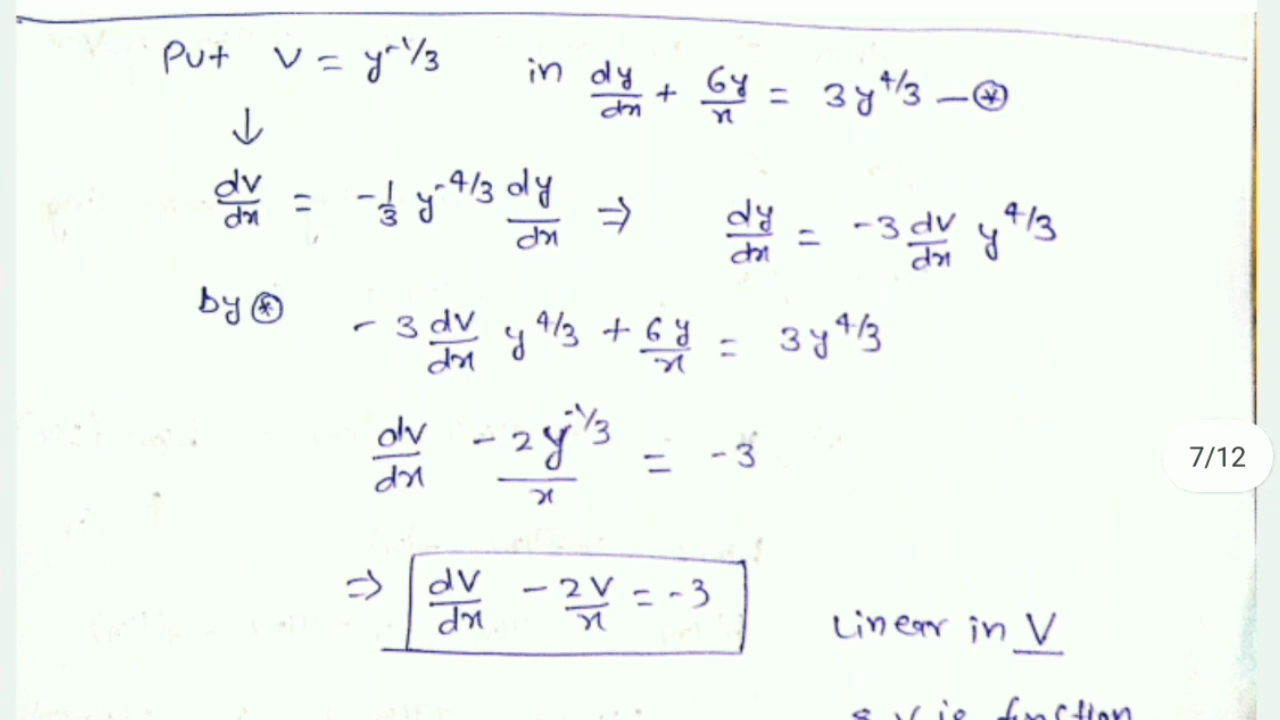 Put V = y^-1/3 in dy/dx + 6y/x = 3y^4/3 — ⊛
↓
dv/dx = -1/3 y^-4/3 dy/dx ⇒ dy/dx = -3 dv/dx y^4/3
by ⊛ - 3 dv/dx y^4/3 + 6y/x = 3y^4/3
dv/dx - 2y^-1/3/x = -3
7/12
⇒ dv/dx - 2v/x = -3
Linear in V
& V is function